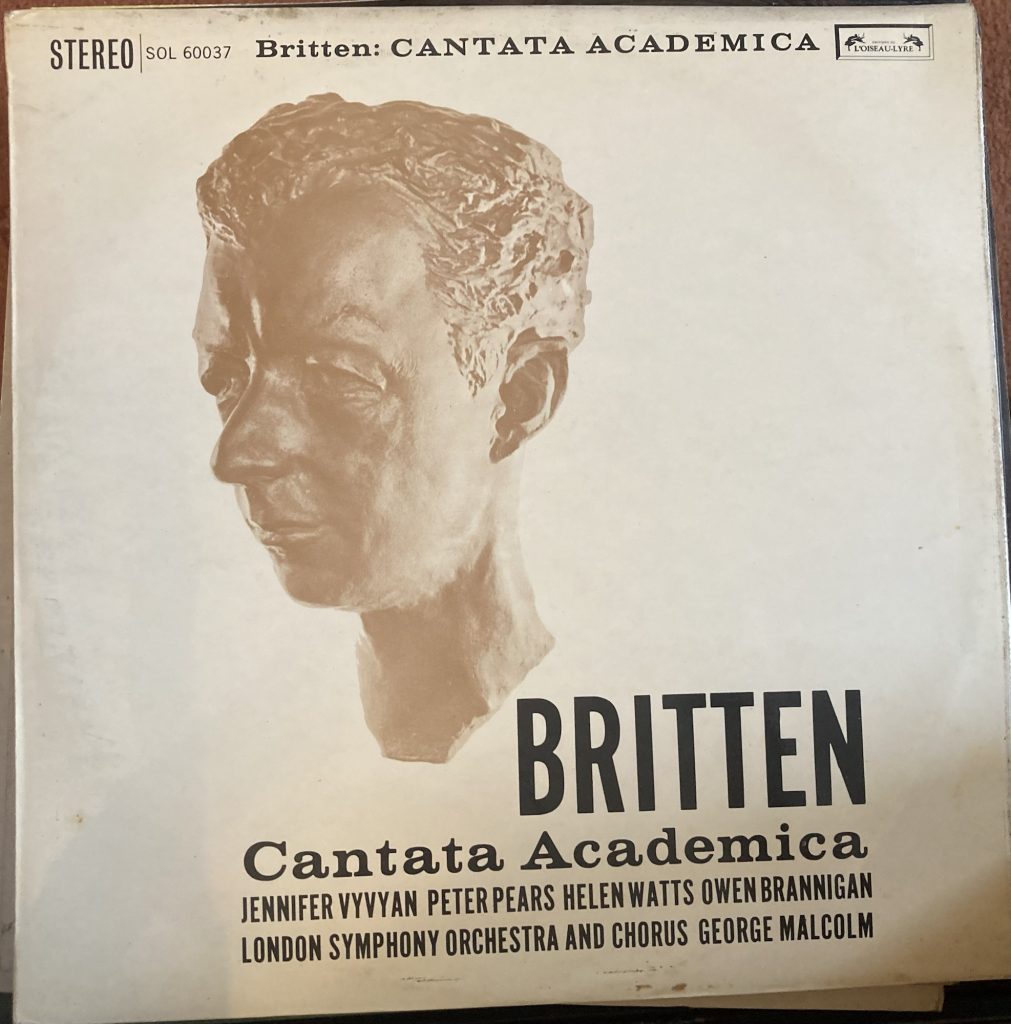 STEREO | SOL 60037 Britten: CANTATA ACADEMICA L'OISEAU-LYRE
BRITTEN
Cantata Academica
JENNIFER VYVYAN PETER PEARS HELEN WATTS OWEN BRANNIGAN
LONDON SYMPHONY ORCHESTRA AND CHORUS GEORGE MALCOLM